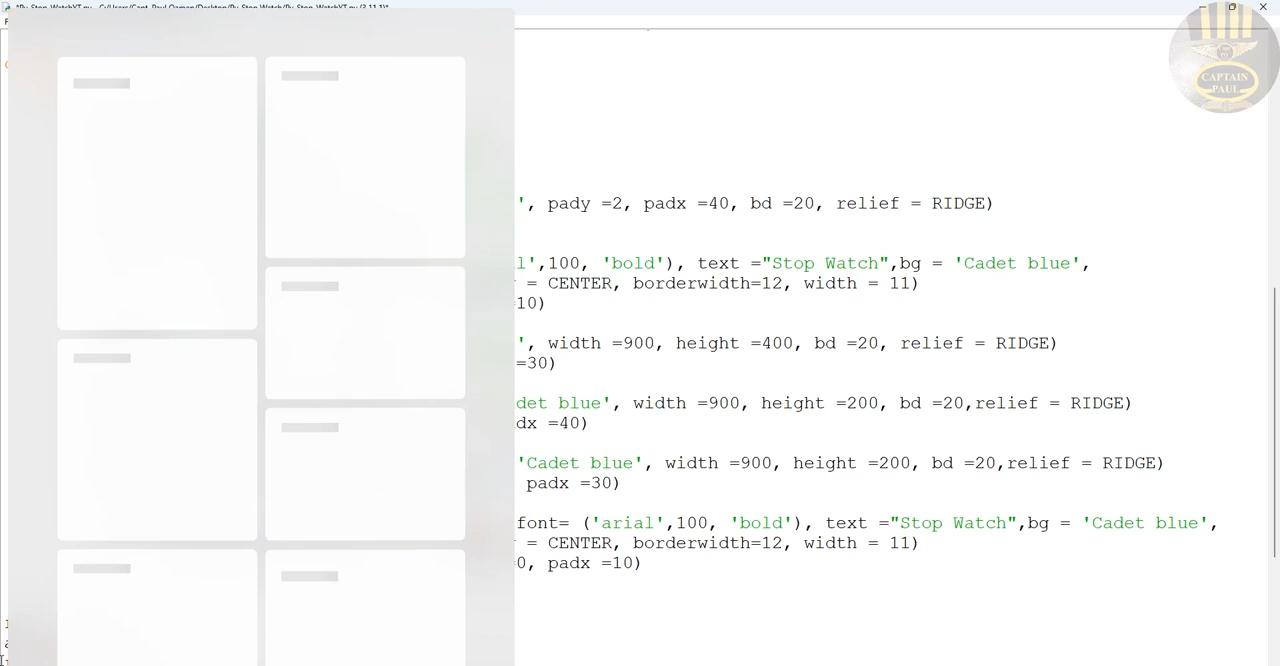 ', pady =2, padx =40, bd =20, relief = RIDGE)
l',100, 'bold'), text ="Stop Watch",bg = 'Cadet blue',
= CENTER, borderwidth=12, width = 11)
10)
', width =900, height =400, bd =20, relief = RIDGE)
=30)
det blue', width =900, height =200, bd =20,relief = RIDGE)
dx =40)
'Cadet blue', width =900, height =200, bd =20,relief = RIDGE)
padx =30)
font= ('arial',100, 'bold'), text ="Stop Watch",bg = 'Cadet blue',
= CENTER, borderwidth=12, width = 11)
0, padx =10)
CAPTAIN
PAUL